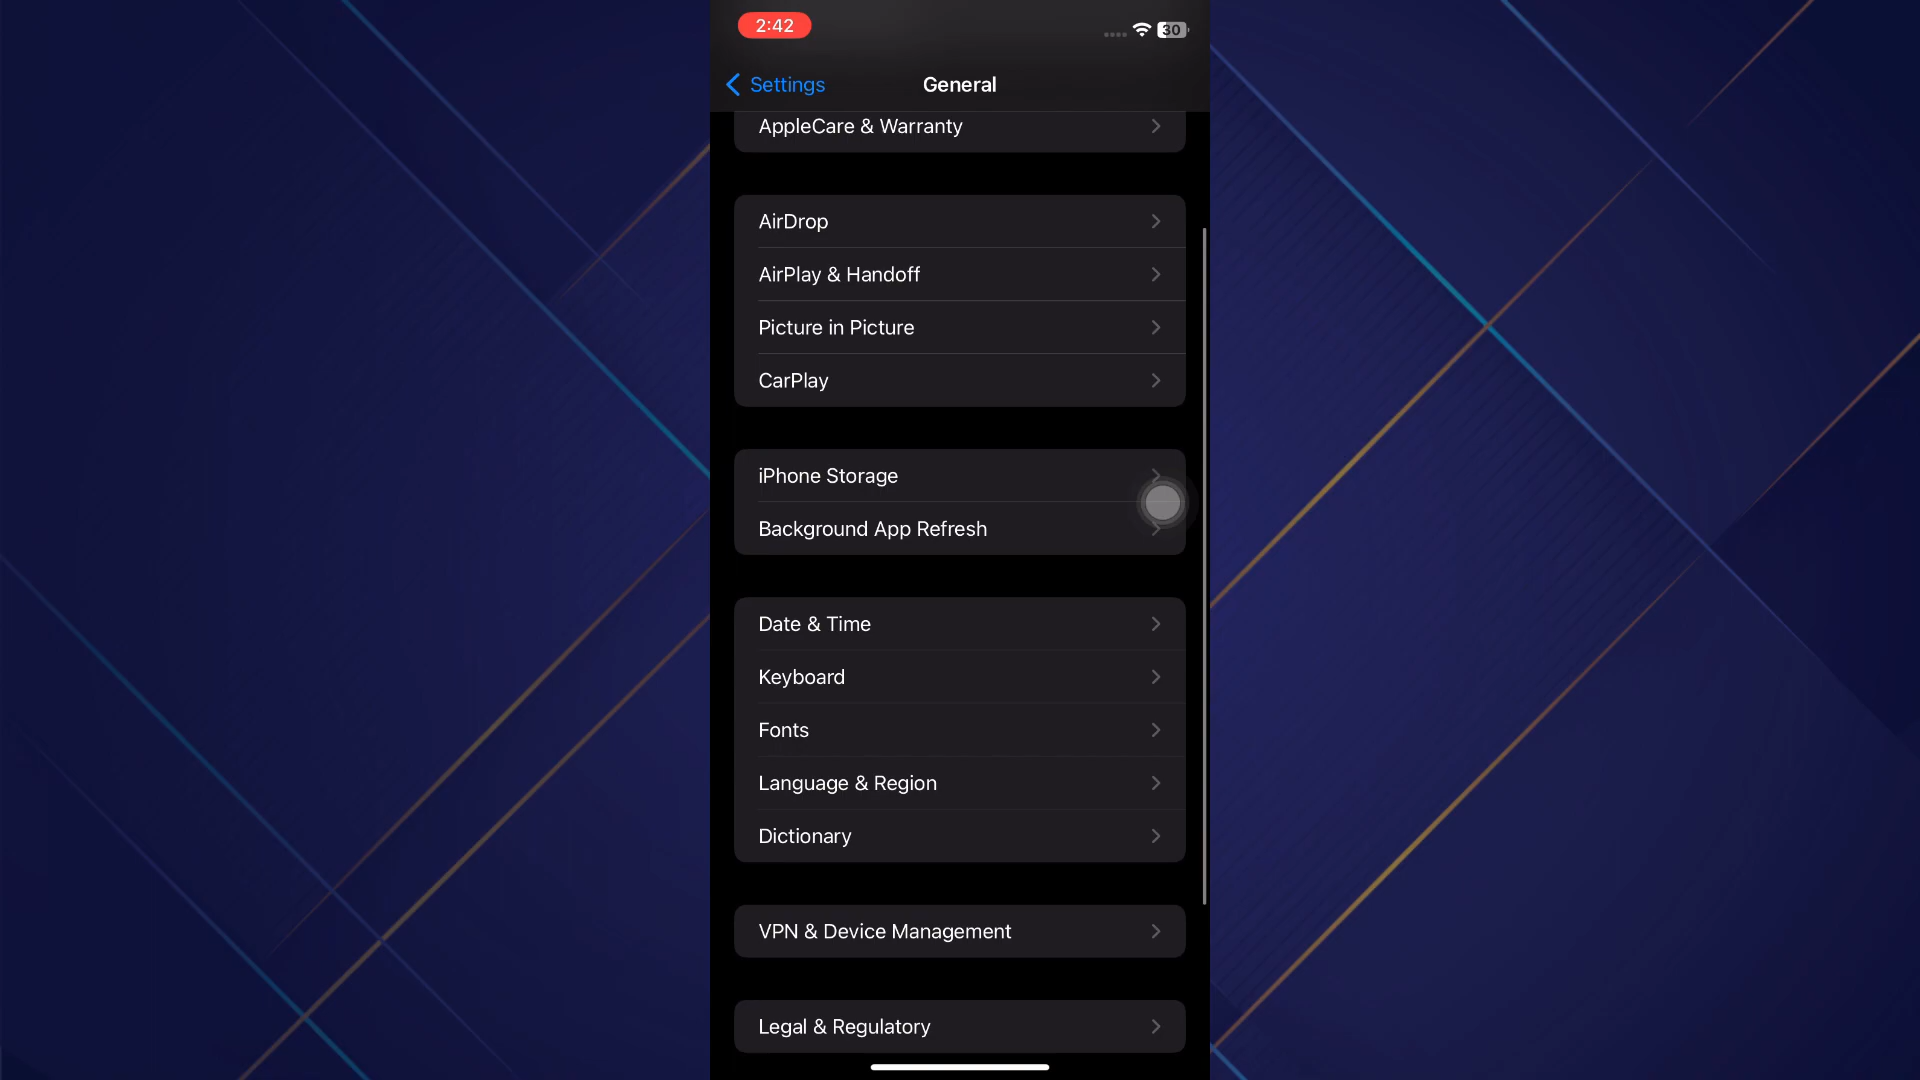 2:42
30
Settings
General
AppleCare & Warranty
AirDrop
AirPlay & Handoff
Picture in Picture
CarPlay
iPhone Storage
Background App Refresh
Date & Time
Keyboard
Fonts
Language & Region
Dictionary
VPN & Device Management
Legal & Regulatory